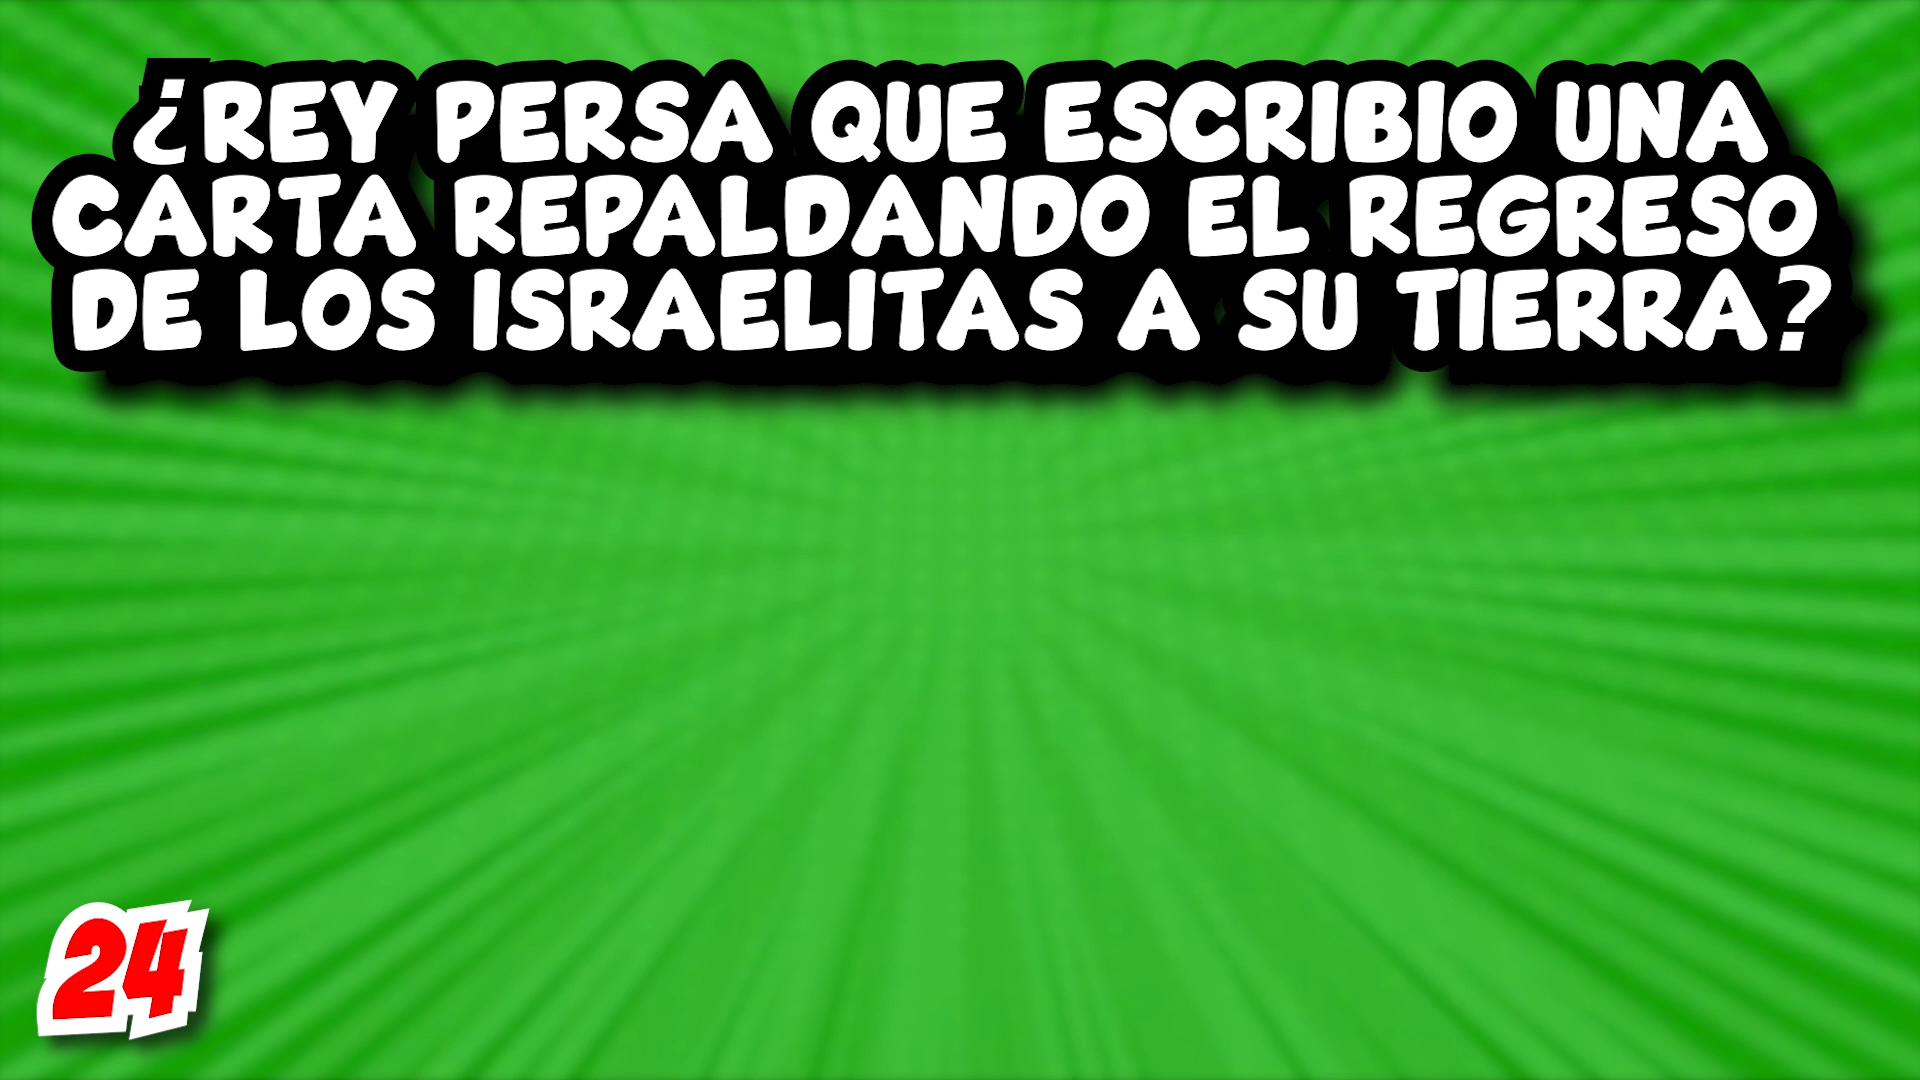 ¿REY PERSA QUE ESCRIBIO UNA
CARTA REPALDANDO EL REGRESO
DE LOS ISRAELITAS A SU TIERRA?
24